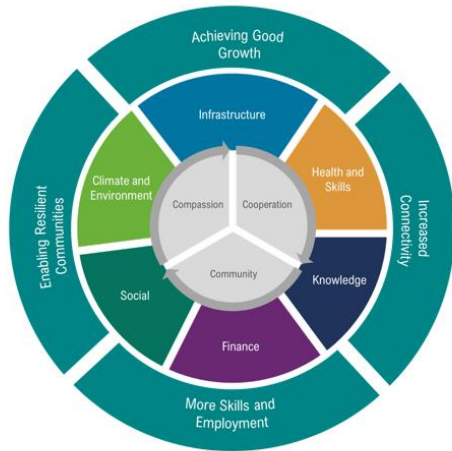 Achieving Good
Growth
Infrastructure
Climate and
Environment
Health and
Skills
Compassion
Cooperation
Enabling Resilient
Communities
Increased
Connectivity
Community
Social
Knowledge
Finance
More Skills and
Employment